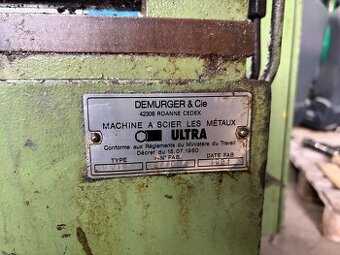 DEMURGER & Cie
42308 ROANNE CEDEX
MACHINE A SCIER LES MÉTAUX
ULTRA
Conforme aux Règlements du Ministère du Travail
Décret du 15.07.1980
TYPE N° FAB. DATE FAB